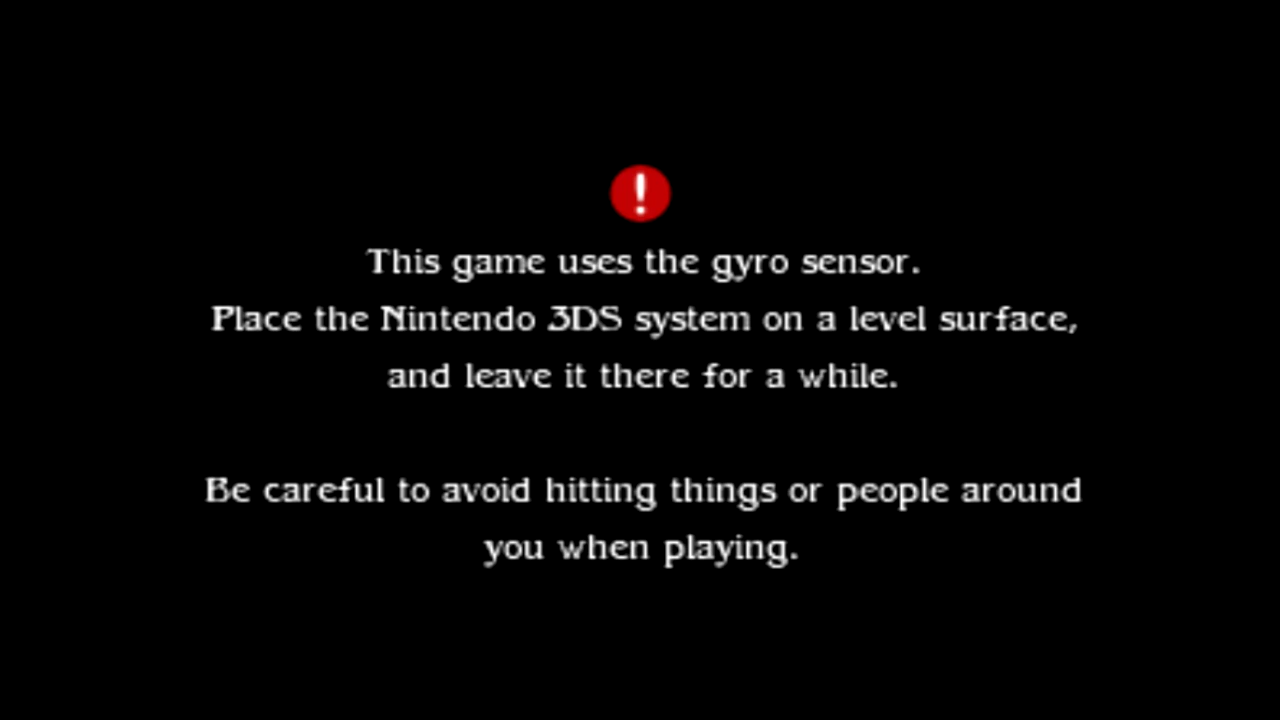 This game uses the gyro sensor.
Place the Nintendo 3DS system on a level surface,
and leave it there for a while.
Be careful to avoid hitting things or people around
you when playing.